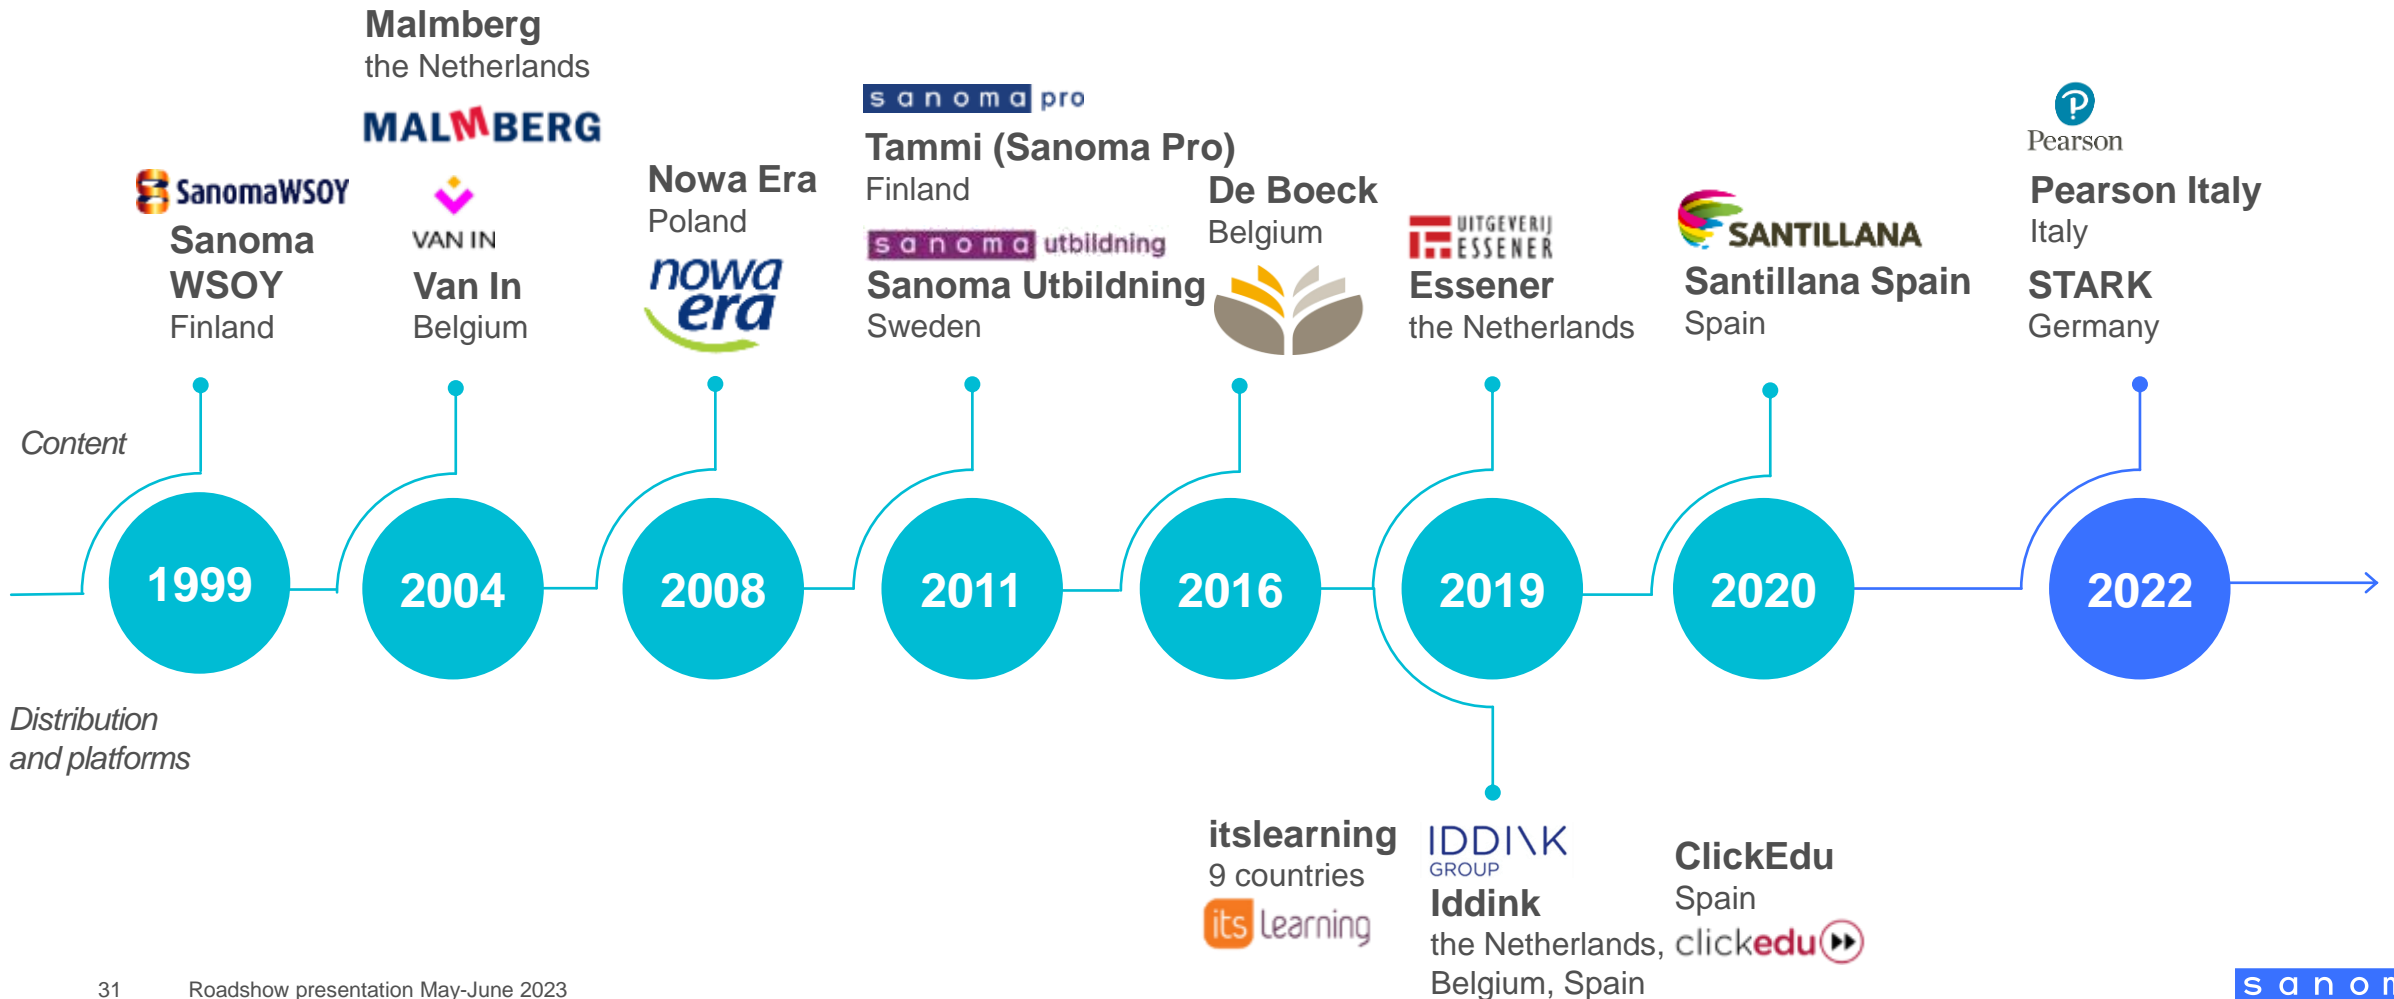 Malmberg
the Netherlands
MALMBERG
SanomaWSOY
Sanoma
WSOY
Finland
VAN IN
Van In
Belgium
Nowa Era
Poland
nowa
era
sanoma pro
Tammi (Sanoma Pro)
Finland
sanoma utbildning
Sanoma Utbildning
Sweden
De Boeck
Belgium
UITGEVERIJ
ESSENER
Essener
the Netherlands
SANTILLANA
Santillana Spain
Spain
Pearson
Pearson Italy
Italy
STARK
Germany
Content
1999
2004
2008
2011
2016
2019
2020
2022
Distribution
and platforms
itslearning
9 countries
its learning
IDDINK
GROUP
Iddink
the Netherlands,
Belgium, Spain
ClickEdu
Spain
clickedu
31 Roadshow presentation May-June 2023